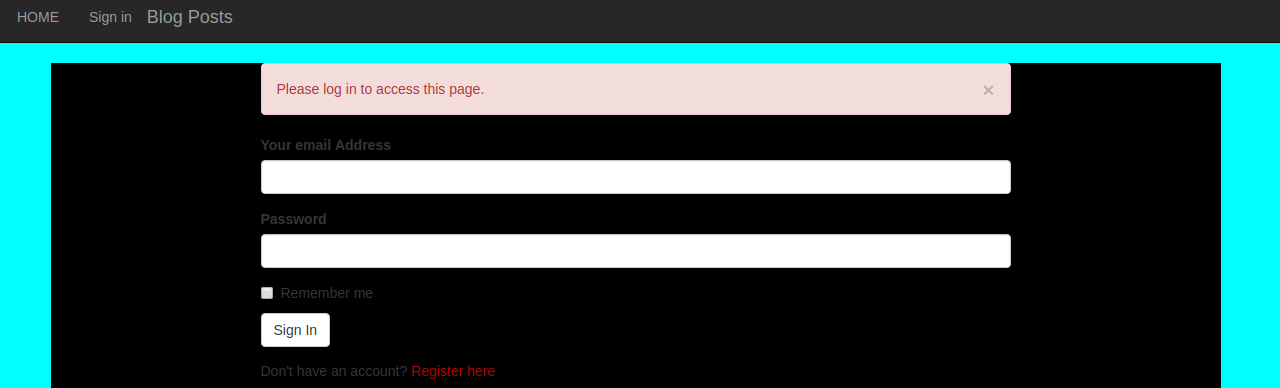 HOME Sign in Blog Posts
Please log in to access this page. ×
Your email Address
Password
Remember me
Sign In
Don't have an account? Register here